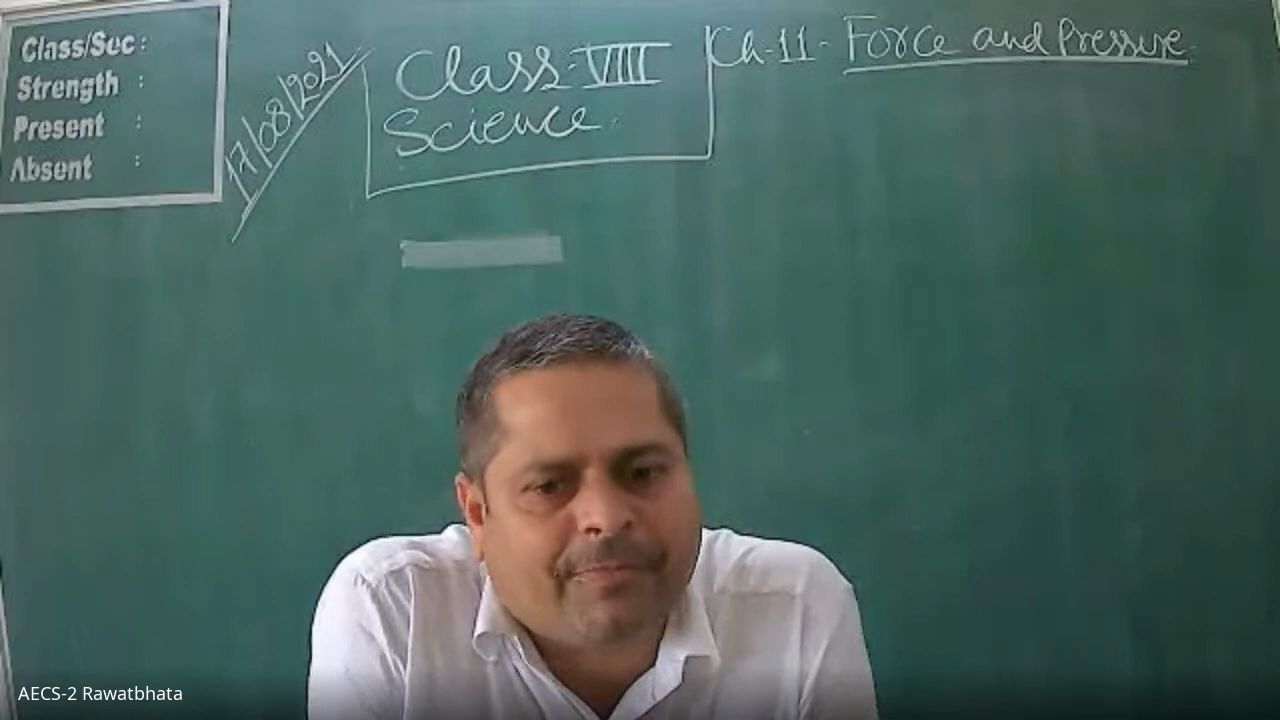 Class/Sec :
Strength :
Present :
Absent :
17/08/2021
Class-VIII
Science
Ch-11- Force and Pressure.
AECS-2 Rawatbhata